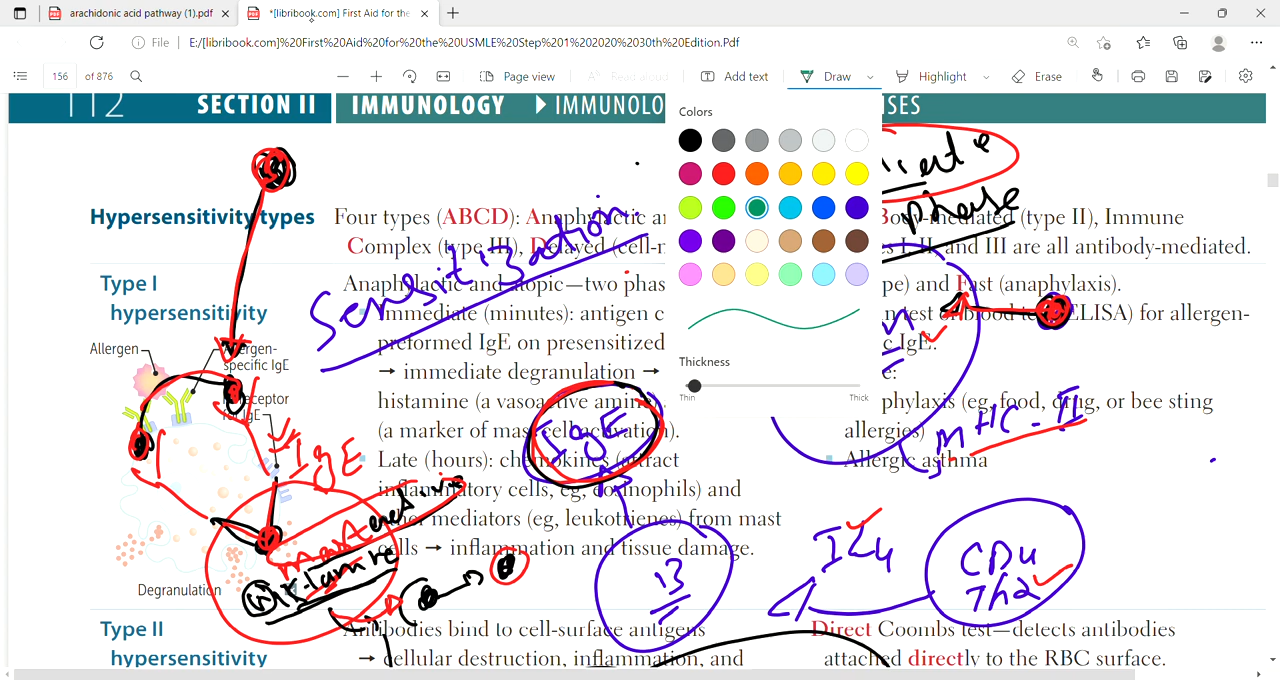 arachidonic acid pathway (1).pdf
*[libribook.com] First Aid for the
File
E:/[libribook.com]%20First%20Aid%20for%20the%20USMLE%20Step%201%202020%2030th%20Edition.Pdf
156 of 876
Page view
Read aloud
Add text
Draw
Highlight
Erase
112 SECTION II IMMUNOLOGY ▶ IMMUNOLO
SES
Colors
Thickness
Thin Thick
phase
Hypersensitivity types
Four types (ABCD): Anaphylactic a
Body-mediated (type II), Immune
Complex (type III), Delayed (cell-
I, II, and III are all antibody-mediated.
Sensitization
Type I
hypersensitivity
Anaphylactic and atopic—two phas
pe) and Fast (anaphylaxis).
Immediate (minutes): antigen c
n test or blood test (ELISA) for allergen-
preformed IgE on presensitized
c IgE.
→ immediate degranulation →
histamine (a vasoactive amine)
phylaxis (eg, food, drug, or bee sting
(a marker of mast cell activation).
allergies)
Late (hours): chemokines (attract
Allergic asthma
inflammatory cells, eg, eosinophils) and
other mediators (eg, leukotrienes) from mast
cells → inflammation and tissue damage.
Allergen
Allergen-
specific IgE
receptor
IgE
Degranulation
IgE
IgE
MHC-II
IL4
CD4
Th2
13
Histamine
Type II
hypersensitivity
Antibodies bind to cell-surface antigens
→ cellular destruction, inflammation, and
Direct Coombs test—detects antibodies
attached directly to the RBC surface.